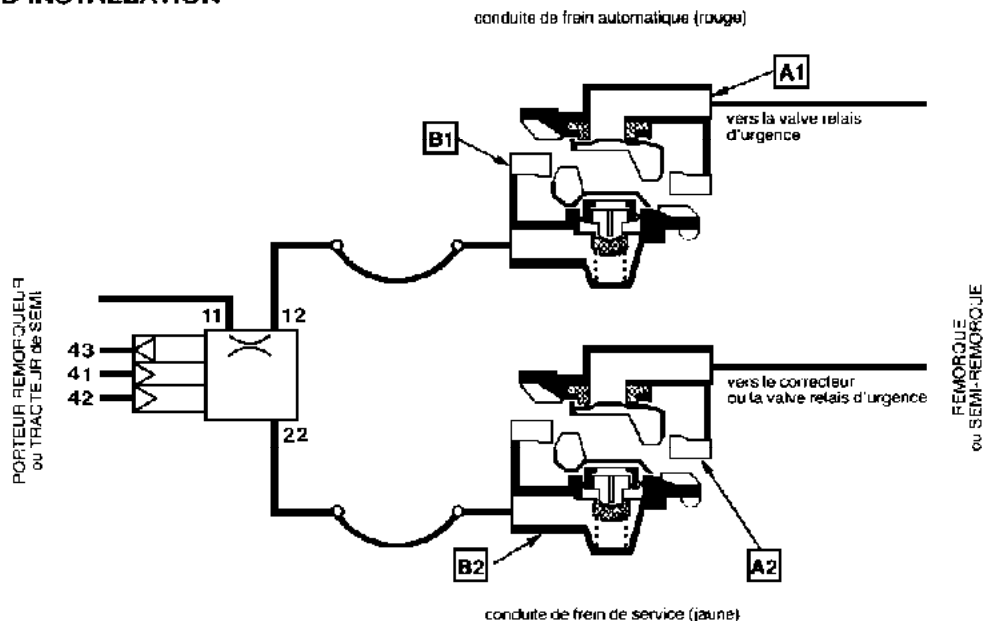 conduite de frein automatique (rouge)
A1
vers la valve relais
d'urgence
B1
11
12
43
41
42
22
PORTEUR REMORQUEUR
ou TRACTEUR de SEMI
REMORQUE
ou SEMI-REMORQUE
vers le correcteur
ou la valve relais d'urgence
B2
A2
conduite de frein de service (jaune)